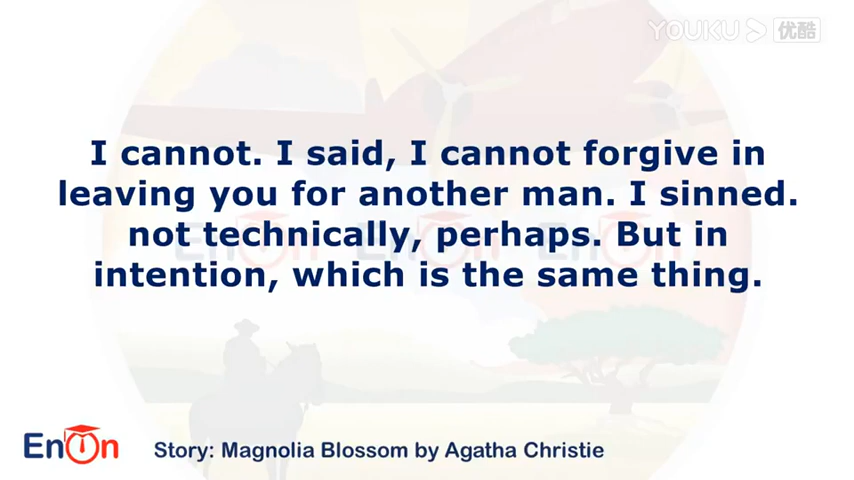 YOUKU 优酷
I cannot. I said, I cannot forgive in
leaving you for another man. I sinned.
not technically, perhaps. But in
intention, which is the same thing.
EnOn
Story: Magnolia Blossom by Agatha Christie